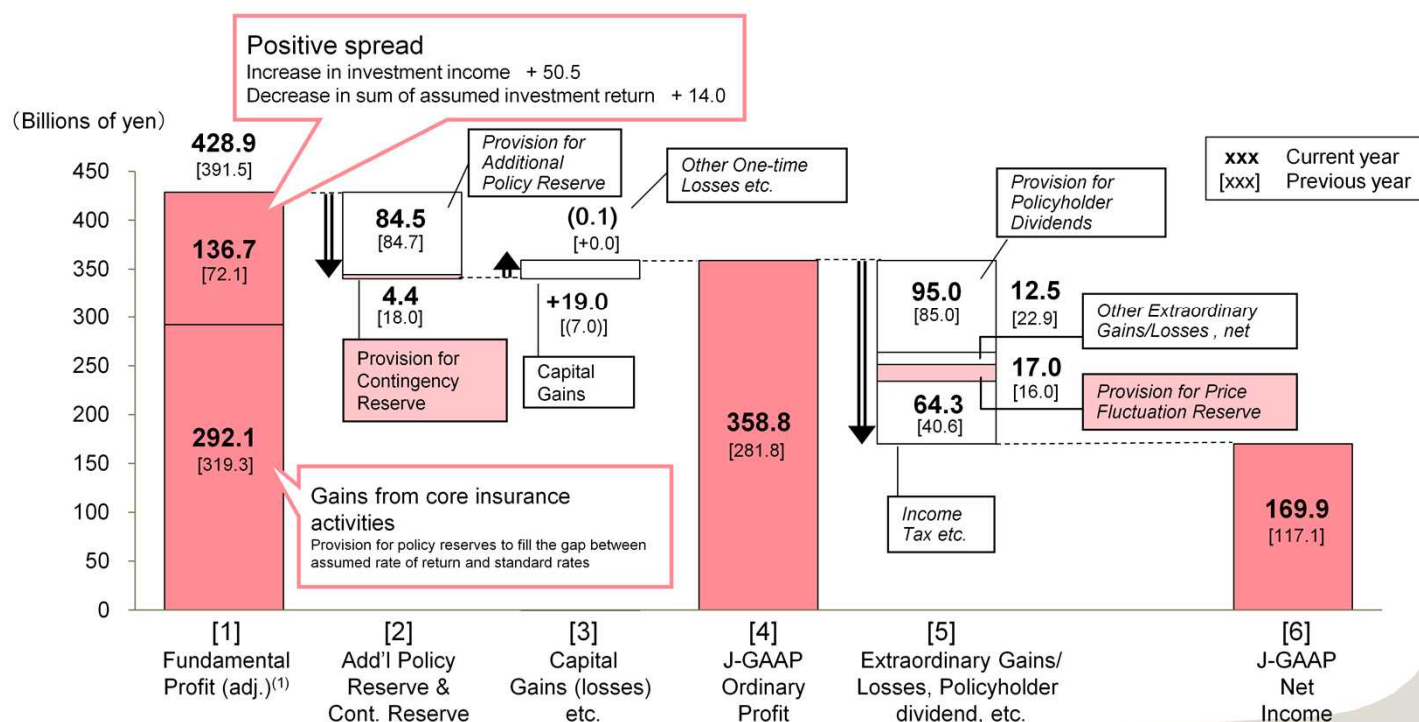 Positive spread
Increase in investment income + 50.5
Decrease in sum of assumed investment return + 14.0
（Billions of yen）
428.9
[391.5]
450
400
350
300
250
200
150
100
50
0
136.7
[72.1]
292.1
[319.3]
Gains from core insurance
activities
Provision for policy reserves to fill the gap between
assumed rate of return and standard rates
Provision for
Additional
Policy Reserve
84.5
[84.7]
4.4
[18.0]
Provision for
Contingency
Reserve
Other One-time
Losses etc.
(0.1)
[+0.0]
+19.0
[(7.0)]
Capital
Gains
358.8
[281.8]
Provision for
Policyholder
Dividends
95.0
[85.0]
12.5
[22.9]
Other Extraordinary
Gains/Losses , net
17.0
[16.0]
Provision for Price
Fluctuation Reserve
64.3
[40.6]
Income
Tax etc.
xxx Current year
[xxx] Previous year
169.9
[117.1]
[1]
Fundamental
Profit (adj.)(1)
[2]
Add’l Policy
Reserve &
Cont. Reserve
[3]
Capital
Gains (losses)
etc.
[4]
J-GAAP
Ordinary
Profit
[5]
Extraordinary Gains/
Losses, Policyholder
dividend, etc.
[6]
J-GAAP
Net
Income